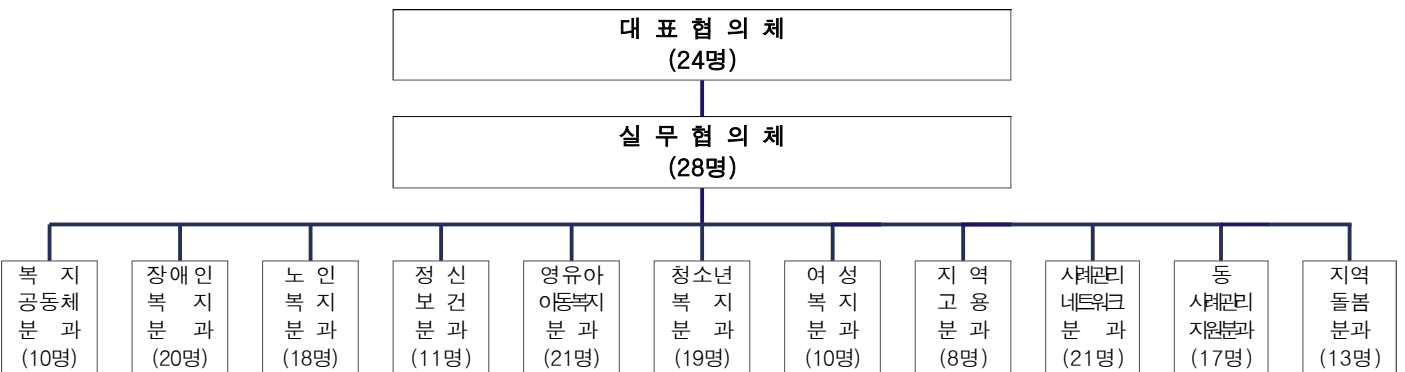 대 표 협 의 체
(24명)
실 무 협 의 체
(28명)
복 지
공동체
분 과
(10명)
장애인
복 지
분 과
(20명)
노 인
복 지
분 과
(18명)
정 신
보 건
분 과
(11명)
영유아
아동복지
분 과
(21명)
청소년
복 지
분 과
(19명)
여 성
복 지
분 과
(10명)
지 역
고 용
분 과
(8명)
사례관리
네트워크
분 과
(21명)
동
사례관리
지원분과
(17명)
지역
돌봄
분과
(13명)